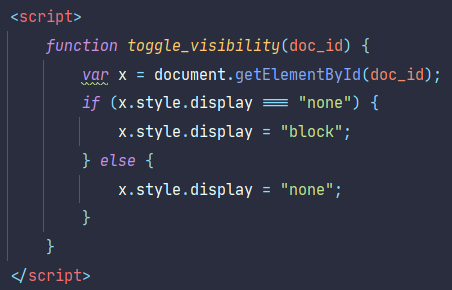 <script>
    function toggle_visibility(doc_id) {
        var x = document.getElementById(doc_id);
        if (x.style.display === "none") {
            x.style.display = "block";
        } else {
            x.style.display = "none";
        }
    }
</script>